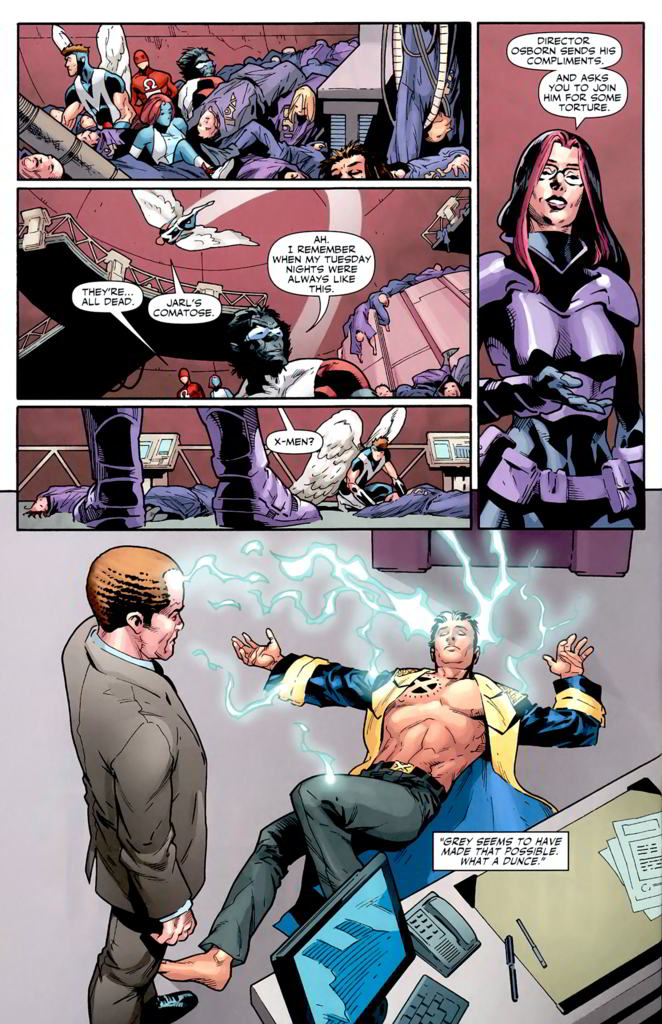 THEY'RE...
ALL DEAD.
JARL'S
COMATOSE.
AH.
I REMEMBER
WHEN MY TUESDAY
NIGHTS WERE
ALWAYS LIKE
THIS.
X-MEN?
DIRECTOR
OSBORN SENDS HIS
COMPLIMENTS.
AND ASKS
YOU TO JOIN
HIM FOR SOME
TORTURE.
"GREY SEEMS TO HAVE
MADE THAT POSSIBLE.
WHAT A DUNCE."